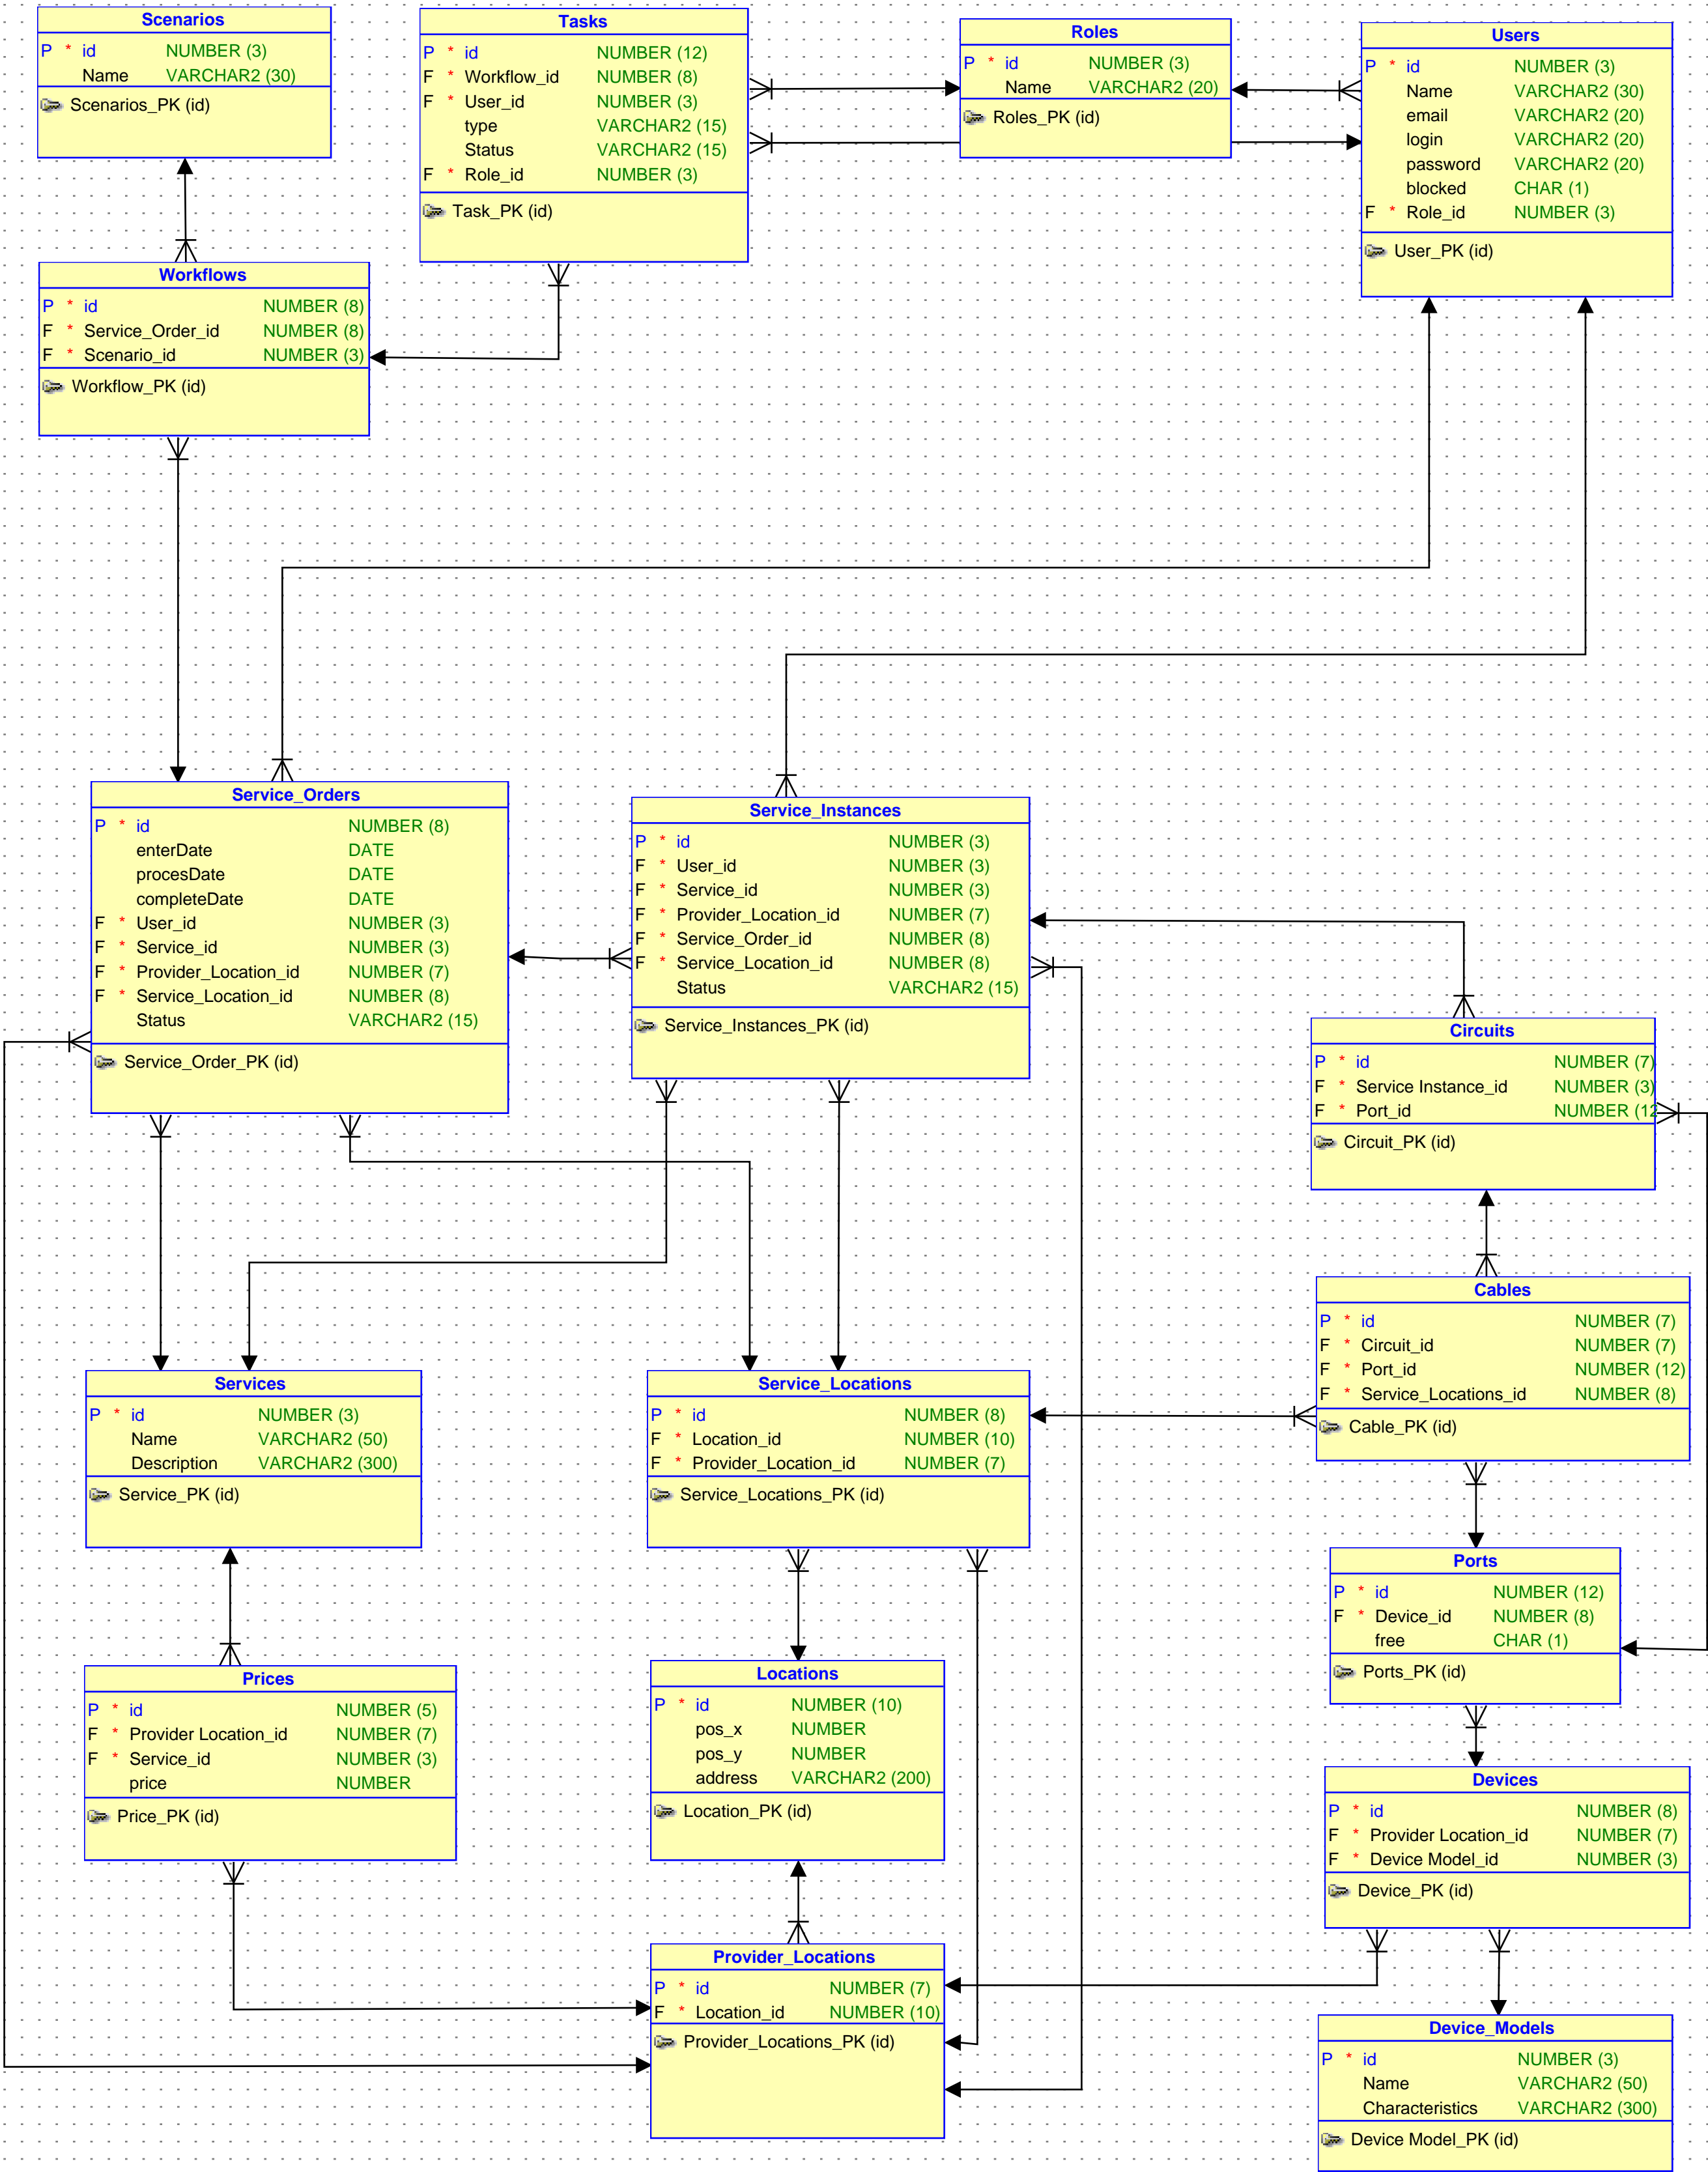 Scenarios
P * id NUMBER (3)
Name VARCHAR2 (30)
Scenarios_PK (id)
Tasks
P * id NUMBER (12)
F * Workflow_id NUMBER (8)
F * User_id NUMBER (3)
type VARCHAR2 (15)
Status VARCHAR2 (15)
F * Role_id NUMBER (3)
Task_PK (id)
Roles
P * id NUMBER (3)
Name VARCHAR2 (20)
Roles_PK (id)
Users
P * id NUMBER (3)
Name VARCHAR2 (30)
email VARCHAR2 (20)
login VARCHAR2 (20)
password VARCHAR2 (20)
blocked CHAR (1)
F * Role_id NUMBER (3)
User_PK (id)
Workflows
P * id NUMBER (8)
F * Service_Order_id NUMBER (8)
F * Scenario_id NUMBER (3)
Workflow_PK (id)
Service_Orders
P * id NUMBER (8)
enterDate DATE
procesDate DATE
completeDate DATE
F * User_id NUMBER (3)
F * Service_id NUMBER (3)
F * Provider_Location_id NUMBER (7)
F * Service_Location_id NUMBER (8)
Status VARCHAR2 (15)
Service_Order_PK (id)
Service_Instances
P * id NUMBER (3)
F * User_id NUMBER (3)
F * Service_id NUMBER (3)
F * Provider_Location_id NUMBER (7)
F * Service_Order_id NUMBER (8)
F * Service_Location_id NUMBER (8)
Status VARCHAR2 (15)
Service_Instances_PK (id)
Circuits
P * id NUMBER (7)
F * Service Instance_id NUMBER (3)
F * Port_id NUMBER (12
Circuit_PK (id)
Cables
P * id NUMBER (7)
F * Circuit_id NUMBER (7)
F * Port_id NUMBER (12)
F * Service_Locations_id NUMBER (8)
Cable_PK (id)
Services
P * id NUMBER (3)
Name VARCHAR2 (50)
Description VARCHAR2 (300)
Service_PK (id)
Service_Locations
P * id NUMBER (8)
F * Location_id NUMBER (10)
F * Provider_Location_id NUMBER (7)
Service_Locations_PK (id)
Ports
P * id NUMBER (12)
F * Device_id NUMBER (8)
free CHAR (1)
Ports_PK (id)
Prices
P * id NUMBER (5)
F * Provider Location_id NUMBER (7)
F * Service_id NUMBER (3)
price NUMBER
Price_PK (id)
Locations
P * id NUMBER (10)
pos_x NUMBER
pos_y NUMBER
address VARCHAR2 (200)
Location_PK (id)
Devices
P * id NUMBER (8)
F * Provider Location_id NUMBER (7)
F * Device Model_id NUMBER (3)
Device_PK (id)
Provider_Locations
P * id NUMBER (7)
F * Location_id NUMBER (10)
Provider_Locations_PK (id)
Device_Models
P * id NUMBER (3)
Name VARCHAR2 (50)
Characteristics VARCHAR2 (300)
Device Model_PK (id)